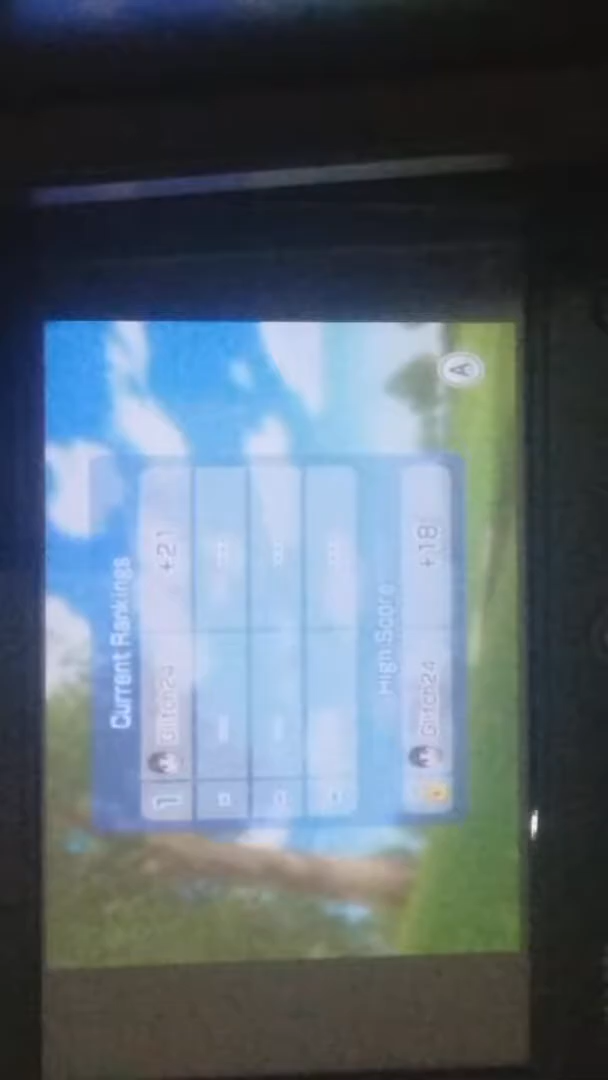 Current Rankings
1 Glitch24 +21
--- ---
--- ---
---
High Score
Glitch24 +18
A